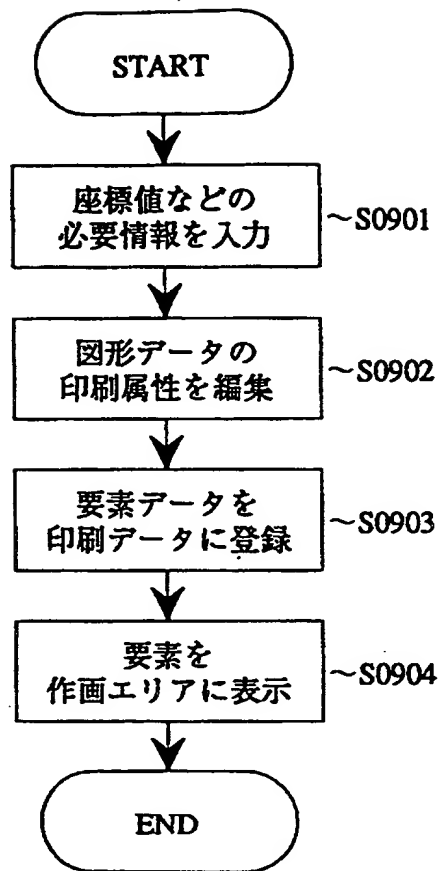 START
座標値などの
必要情報を入力
~S0901
図形データの
印刷属性を編集
~S0902
要素データを
印刷データに登録
~S0903
要素を
作画エリアに表示
~S0904
END